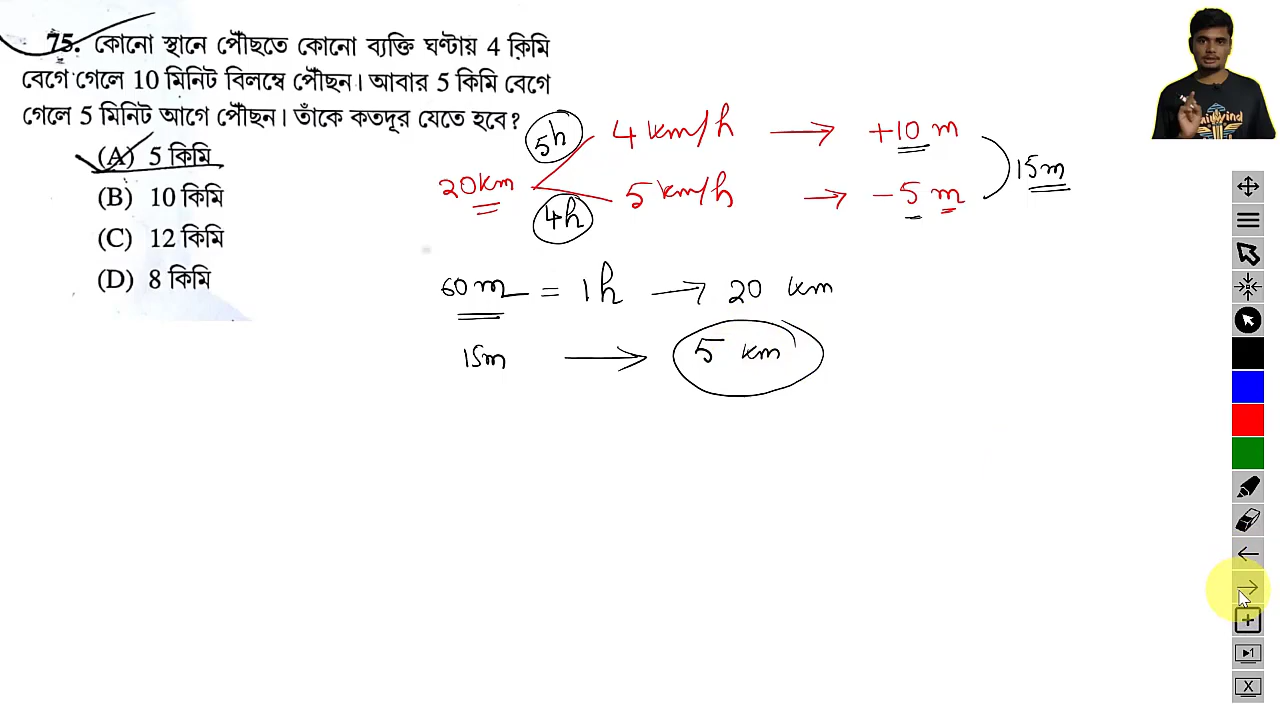 75. কোনো স্থানে পৌঁছতে কোনো ব্যক্তি ঘণ্টায় 4 কিমি
বেগে গেলে 10 মিনিট বিলম্বে পৌঁছন। আবার 5 কিমি বেগে
গেলে 5 মিনিট আগে পৌঁছন। তাঁকে কতদূর যেতে হবে?
(A) 5 কিমি
(B) 10 কিমি
(C) 12 কিমি
(D) 8 কিমি
5h 4 km/h → +10 m
20km 15m
4h 5 km/h → -5 m
60m = 1h → 20 km
15m → 5 km